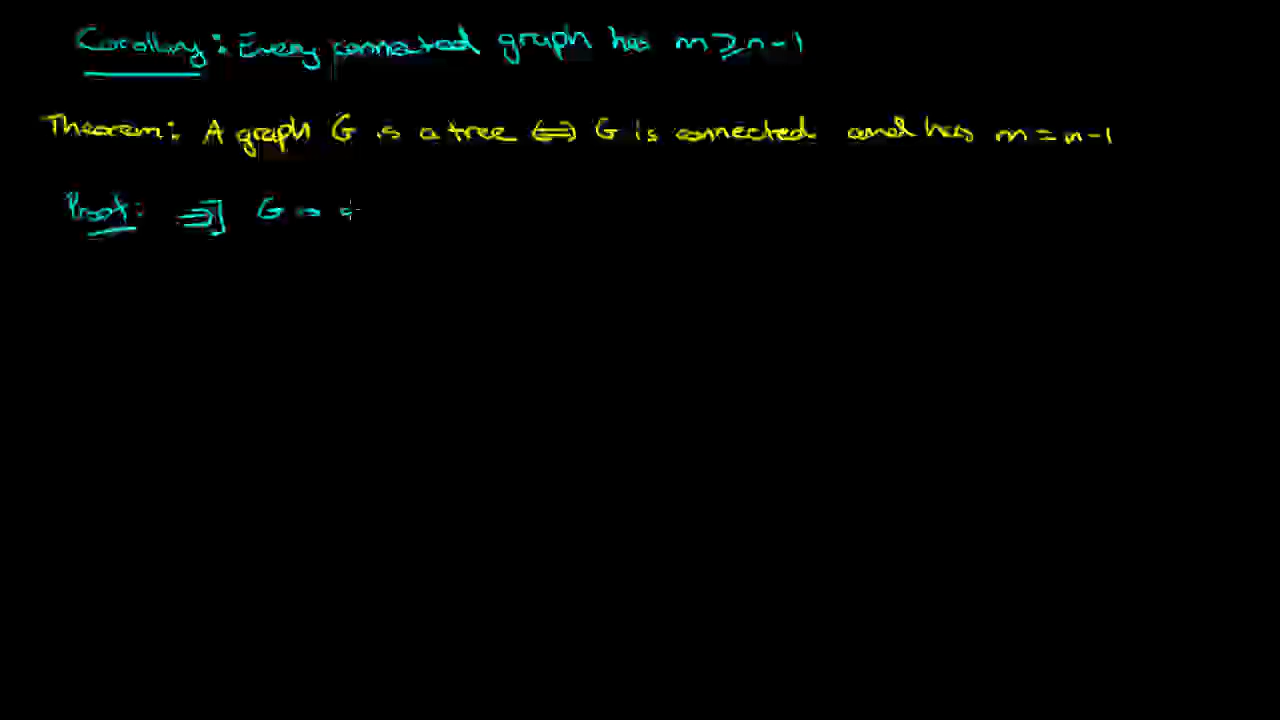 Corollary: Every connected graph has m ⩾ n-1
Theorem: A graph G is a tree ⟺ G is connected and has m = n-1
Proof: ⇒] G